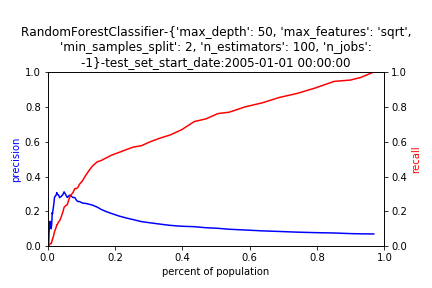 RandomForestClassifier-{'max_depth': 50, 'max_features': 'sqrt',
'min_samples_split': 2, 'n_estimators': 100, 'n_jobs':
-1}-test_set_start_date:2005-01-01 00:00:00
1.0
0.8
0.6
0.4
0.2
0.0
precision
1.0
0.8
0.6
0.4
0.2
0.0
recall
0.0 0.2 0.4 0.6 0.8 1.0
percent of population